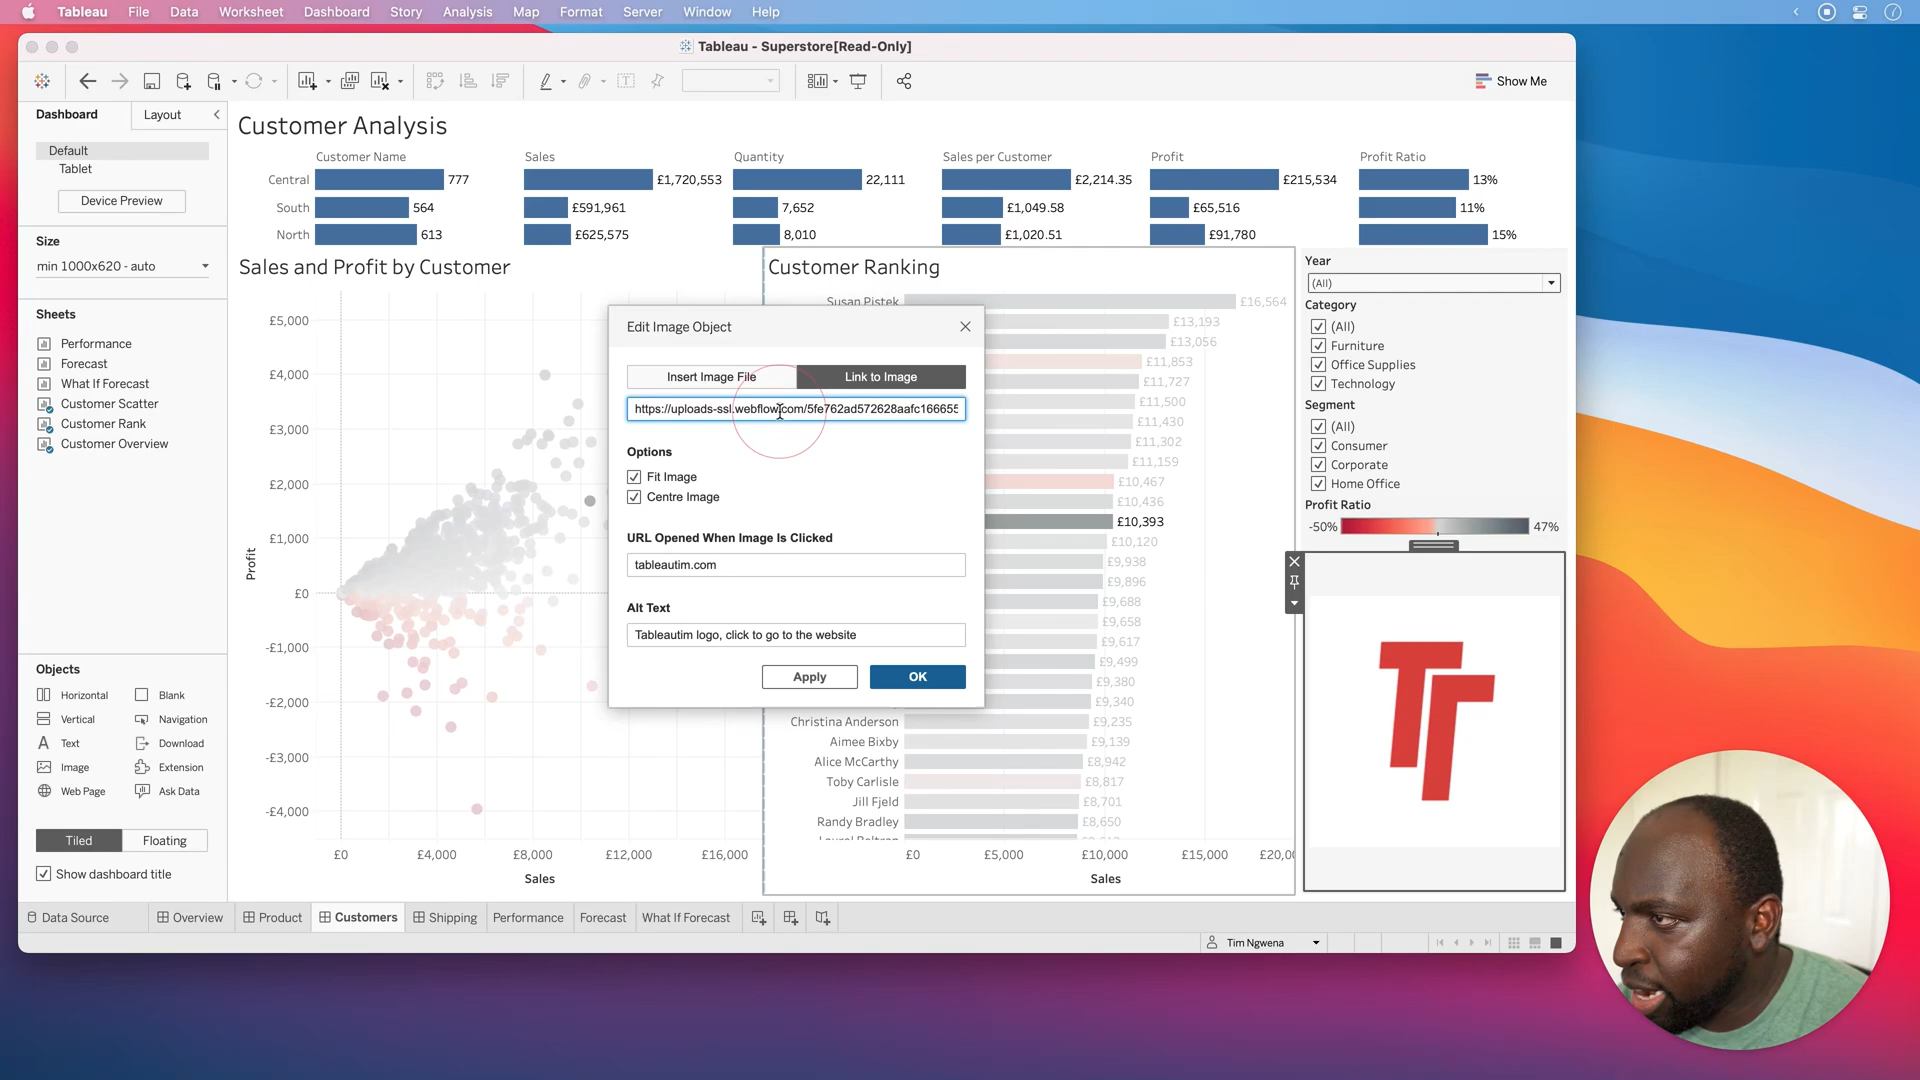 Tableau File Data Worksheet Dashboard Story Analysis Map Format Server Window Help
Tableau - Superstore[Read-Only]
Show Me
Dashboard Layout
Default
Tablet
Device Preview
Size
min 1000x620 - auto
Sheets
Performance
Forecast
What If Forecast
Customer Scatter
Customer Rank
Customer Overview
Objects
Horizontal Blank
Vertical Navigation
Text Download
Image Extension
Web Page Ask Data
Tiled Floating
Show dashboard title
Customer Analysis
Customer Name Sales Quantity Sales per Customer Profit Profit Ratio
Central 777 £1,720,553 22,111 £2,214.35 £215,534 13%
South 564 £591,961 7,652 £1,049.58 £65,516 11%
North 613 £625,575 8,010 £1,020.51 £91,780 15%
Sales and Profit by Customer
£5,000
£4,000
£3,000
£2,000
£1,000
£0
-£1,000
-£2,000
-£3,000
-£4,000
Profit
£0 £4,000 £8,000 £12,000 £16,000
Sales
Customer Ranking
Susan Pistek £16,564
£13,193
£13,056
£11,853
£11,727
£11,500
£11,430
£11,302
£11,159
£10,467
£10,436
£10,393
£10,120
£9,938
£9,896
£9,688
£9,658
£9,617
£9,499
£9,380
£9,340
Christina Anderson £9,235
Aimee Bixby £9,139
Alice McCarthy £8,942
Toby Carlisle £8,817
Jill Fjeld £8,701
Randy Bradley £8,650
£0 £5,000 £10,000 £15,000 £20,0
Sales
Edit Image Object
Insert Image File Link to Image
https://uploads-ssl.webflow.com/5fe762ad572628aafc166655
Options
Fit Image
Centre Image
URL Opened When Image Is Clicked
tableautim.com
Alt Text
Tableautim logo, click to go to the website
Apply OK
Year
(All)
Category
(All)
Furniture
Office Supplies
Technology
Segment
(All)
Consumer
Corporate
Home Office
Profit Ratio
-50% 47%
Data Source Overview Product Customers Shipping Performance Forecast What If Forecast
Tim Ngwena